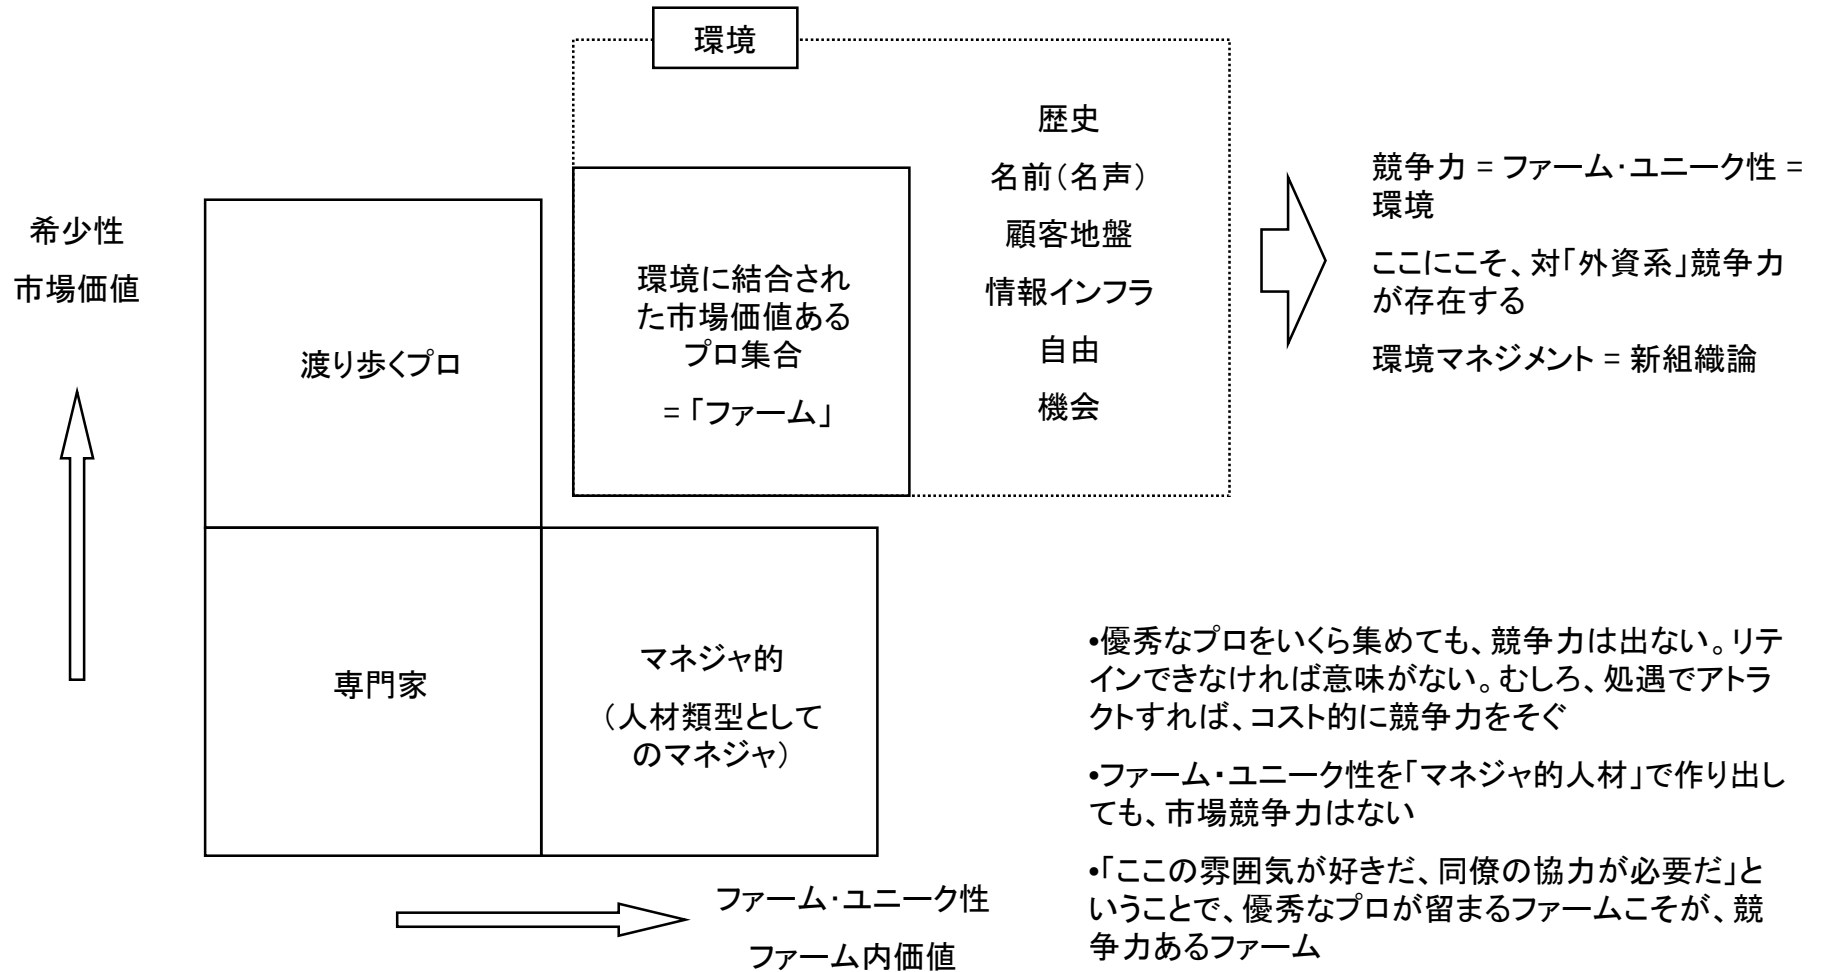 環境
歴史
名前（名声）
顧客地盤
情報インフラ
自由
機会
希少性
市場価値
渡り歩くプロ
環境に結合され
た市場価値ある
プロ集合
=「ファーム」
競争力 = ファーム・ユニーク性 =
環境
ここにこそ、対「外資系」競争力
が存在する
環境マネジメント = 新組織論
専門家
マネジャ的
（人材類型として
のマネジャ）
ファーム・ユニーク性
ファーム内価値
•優秀なプロをいくら集めても、競争力は出ない。リテ
インできなければ意味がない。むしろ、処遇でアトラ
クトすれば、コスト的に競争力をそぐ
•ファーム・ユニーク性を「マネジャ的人材」で作り出し
ても、市場競争力はない
•「ここの雰囲気が好きだ、同僚の協力が必要だ」と
いうことで、優秀なプロが留まるファームこそが、競
争力あるファーム